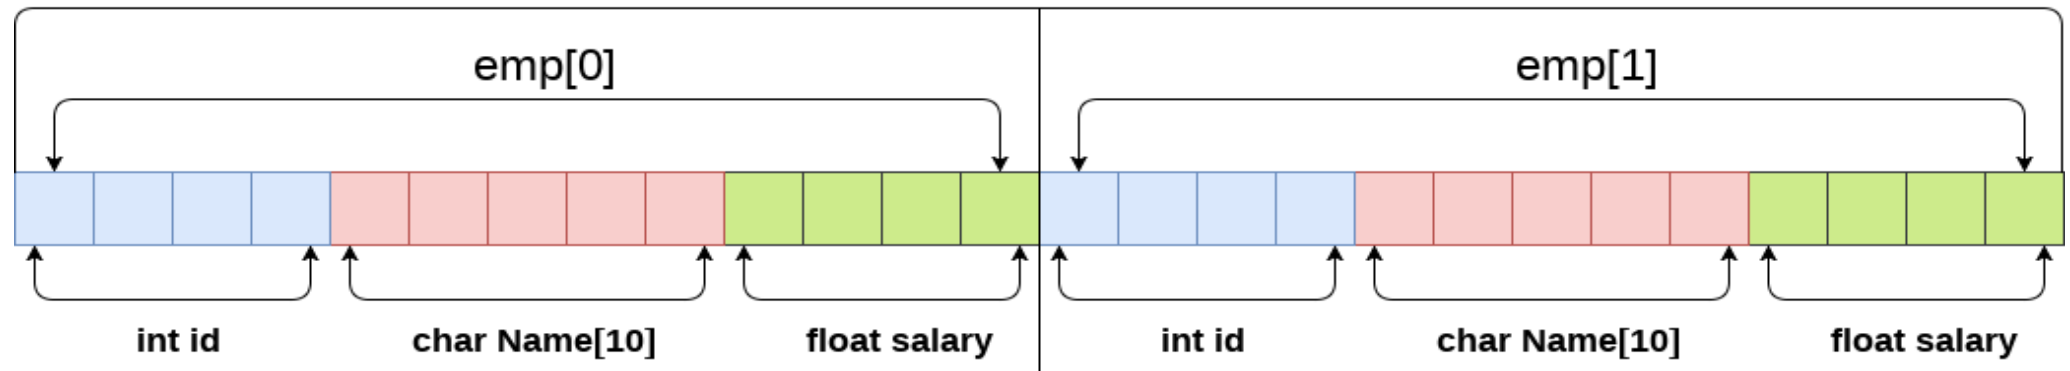 emp[0]
emp[1]
int id
char Name[10]
float salary
int id
char Name[10]
float salary